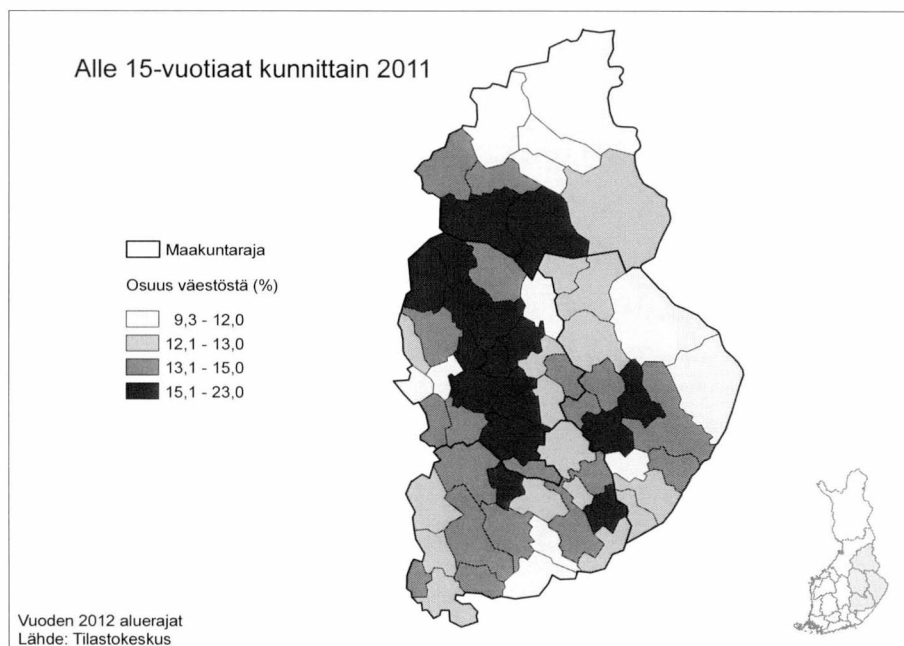 Alle 15-vuotiaat kunnittain 2011
Maakuntaraja
Osuus väestöstä (%)
9,3 - 12,0
12,1 - 13,0
13,1 - 15,0
15,1 - 23,0
Vuoden 2012 aluerajat
Lähde: Tilastokeskus